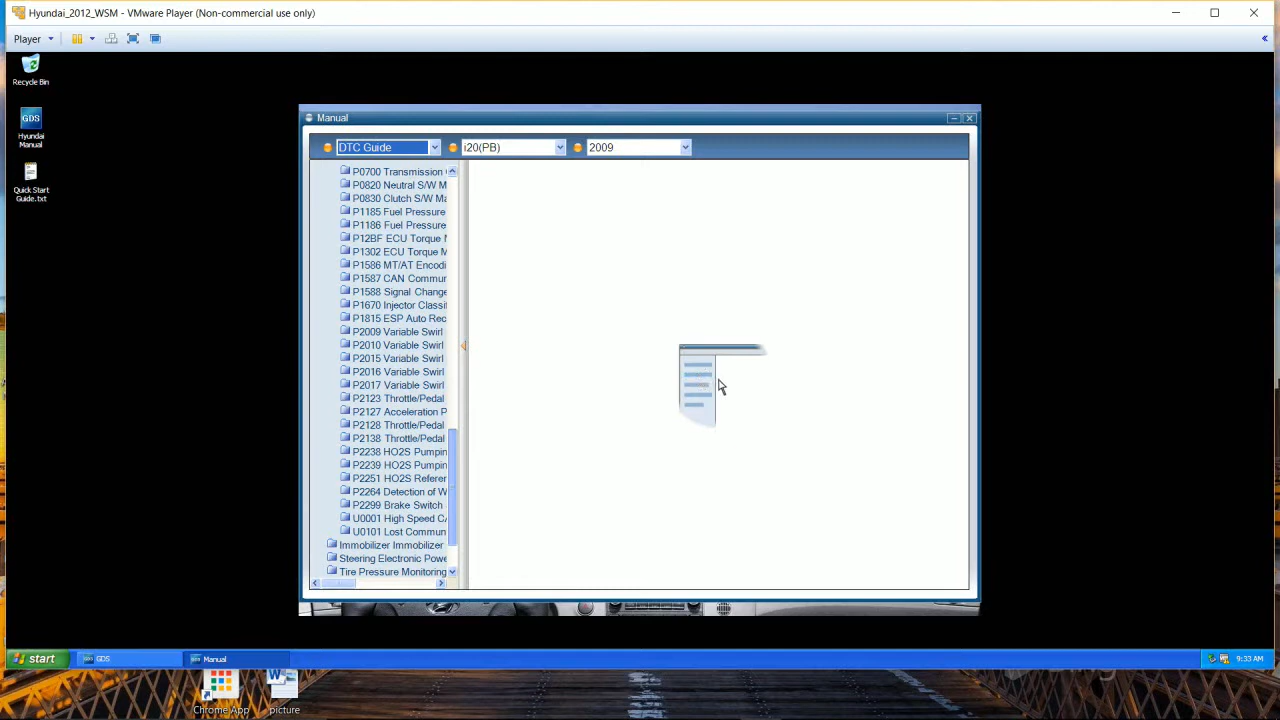 Hyundai_2012_WSM - VMware Player (Non-commercial use only)
Player
Recycle Bin
GDS
Hyundai Manual
Quick Start Guide.txt
Manual
DTC Guide
i20(PB)
2009
P0700 Transmission
P0820 Neutral S/W M
P0830 Clutch S/W Ma
P1185 Fuel Pressure
P1186 Fuel Pressure
P12BF ECU Torque M
P1302 ECU Torque M
P1586 MT/AT Encodi
P1587 CAN Commun
P1588 Signal Change
P1670 Injector Classi
P1815 ESP Auto Rec
P2009 Variable Swirl
P2010 Variable Swirl
P2015 Variable Swirl
P2016 Variable Swirl
P2017 Variable Swirl
P2123 Throttle/Pedal
P2127 Acceleration P
P2128 Throttle/Pedal
P2138 Throttle/Pedal
P2238 HO2S Pumpin
P2239 HO2S Pumpin
P2251 HO2S Referer
P2264 Detection of W
P2299 Brake Switch
U0001 High Speed CA
U0101 Lost Commun
Immobilizer Immobilizer
Steering Electronic Powe
Tire Pressure Monitoring
start
GDS
Manual
9:33 AM
Chrome App
picture